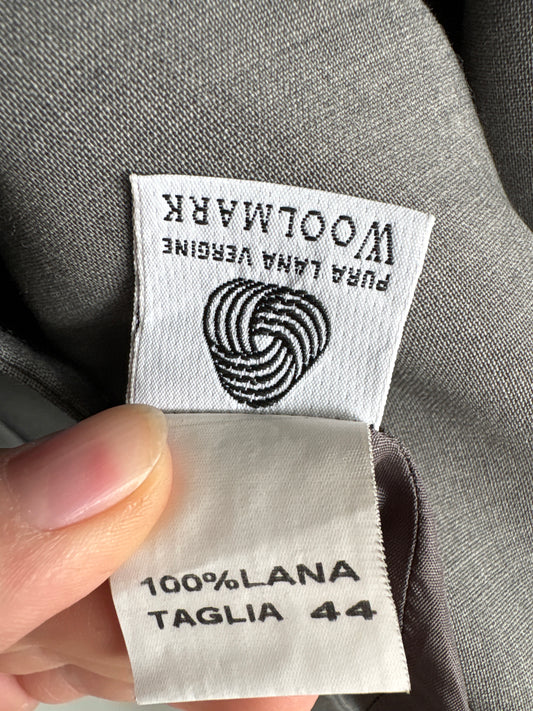 WOOLMARK
PURA LANA VERGINE
100%LANA
TAGLIA 44